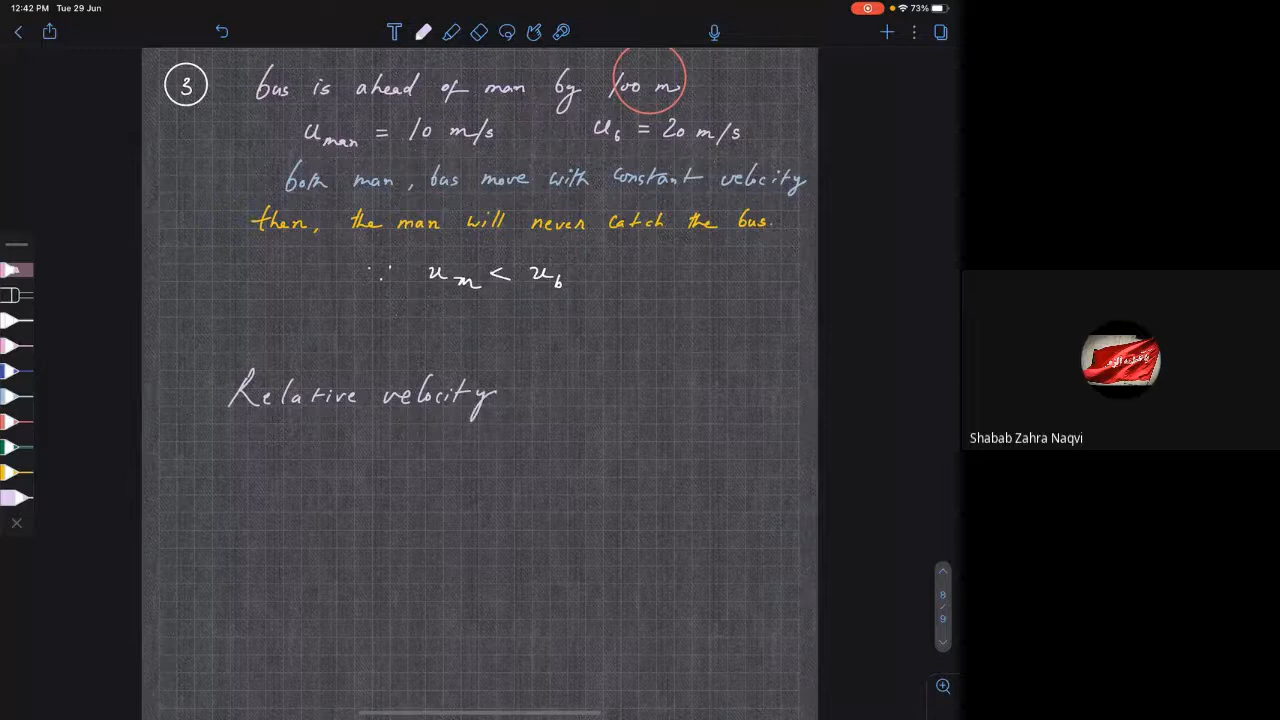 12:42 PM Tue 29 Jun
73%
3 bus is ahead of man by 100 m
u_man = 10 m/s u_b = 20 m/s
both man, bus move with constant velocity
then, the man will never catch the bus.
∵ u_m < u_b
Relative velocity
Shabab Zahra Naqvi
8 / 9